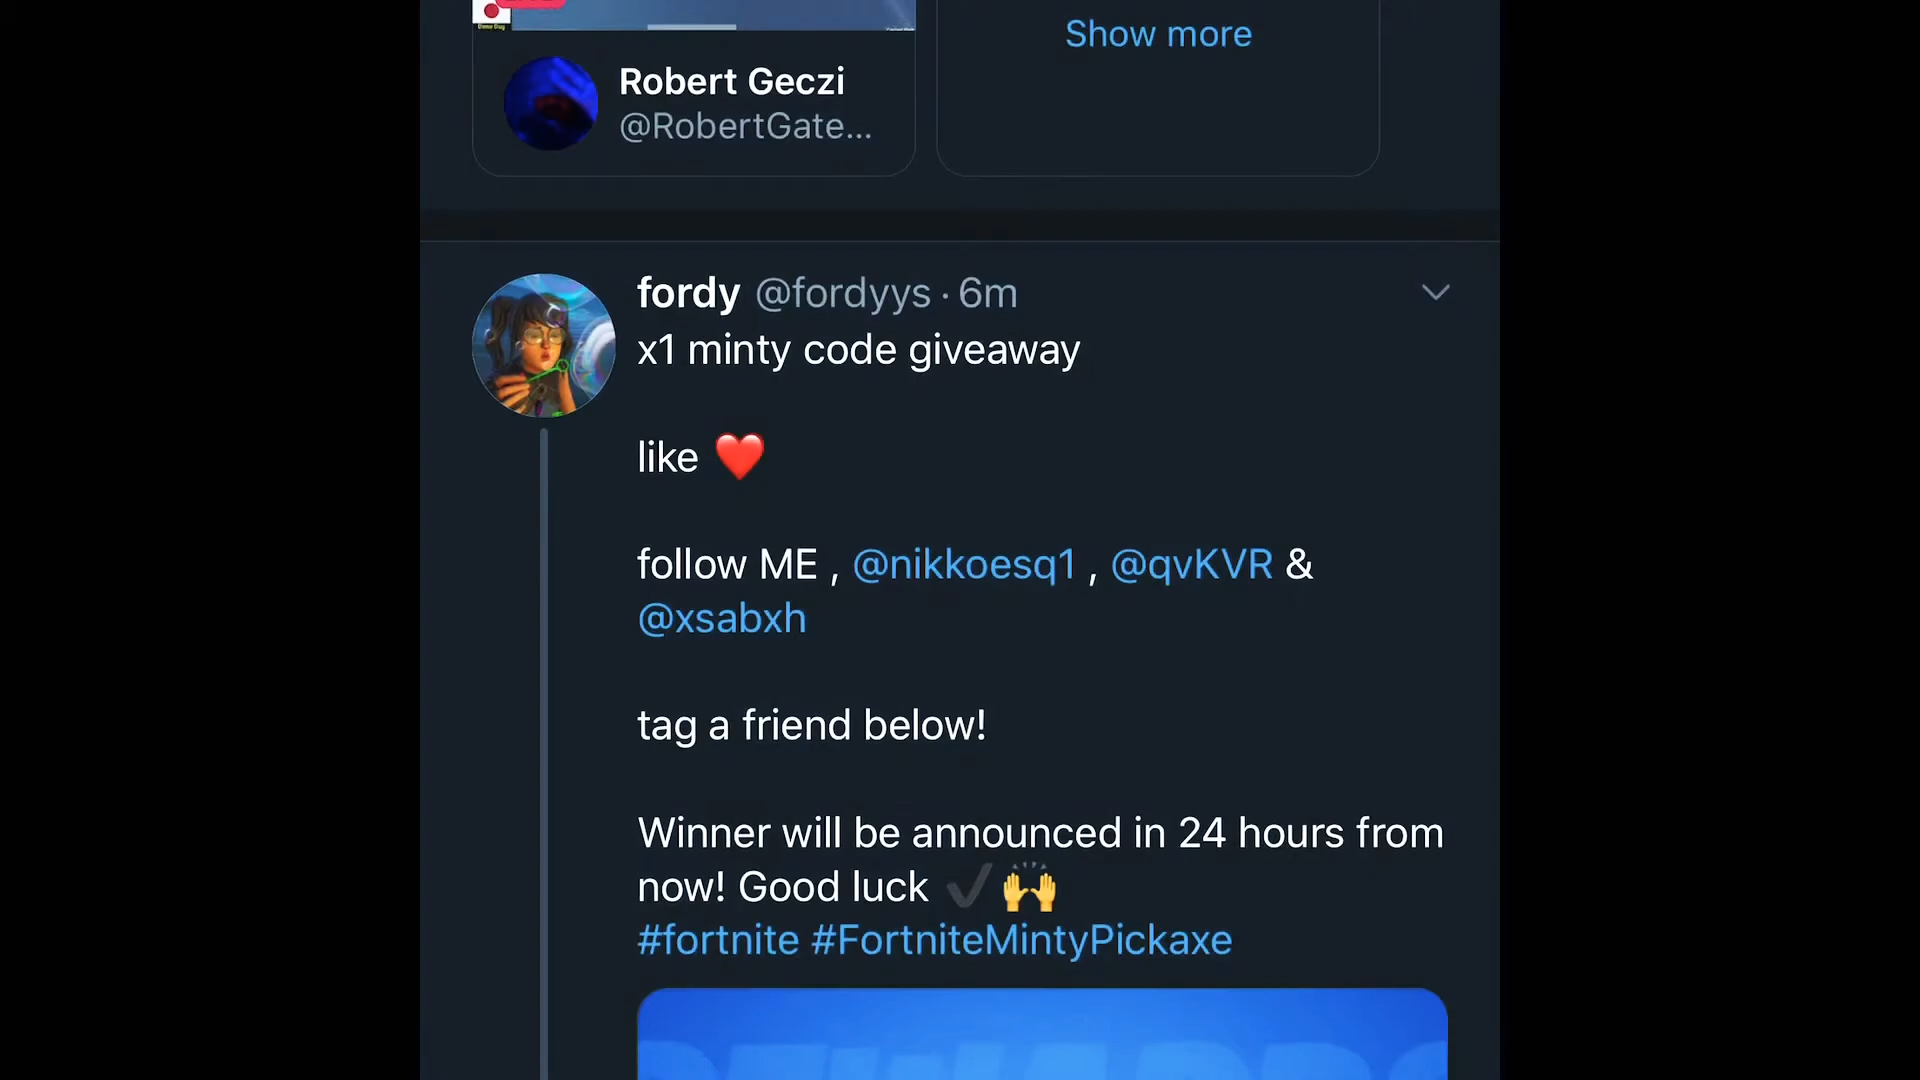 Show more
Robert Geczi
@RobertGate...
fordy @fordyys · 6m
x1 minty code giveaway
like ❤️
follow ME , @nikkoesq1 , @qvKVR &
@xsabxh
tag a friend below!
Winner will be announced in 24 hours from
now! Good luck ✔️ 🙌
#fortnite #FortniteMintyPickaxe